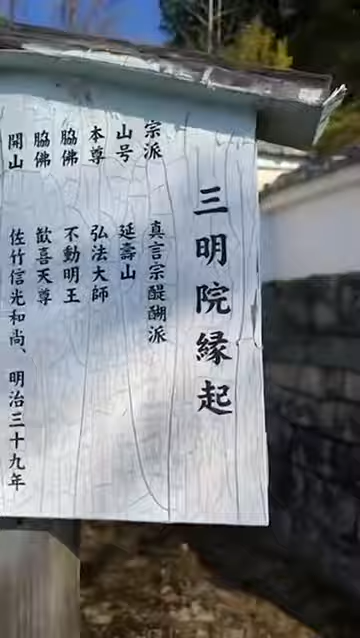 三明院縁起
宗派 真言宗醍醐派
山号 延壽山
本尊 弘法大師
脇佛 不動明王
脇佛 歓喜天尊
開山 佐竹信光和尚、明治三十九年